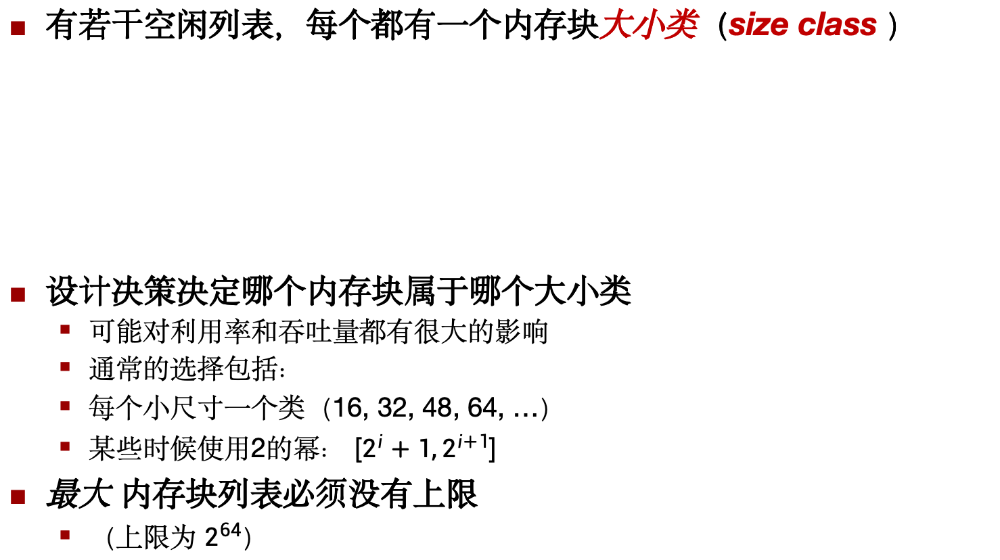 有若干空闲列表，每个都有一个内存块大小类（size class ）
设计决策决定哪个内存块属于哪个大小类
可能对利用率和吞吐量都有很大的影响
通常的选择包括：
每个小尺寸一个类（16, 32, 48, 64, …）
某些时候使用2的幂： [2^i + 1, 2^{i+1}]
最大 内存块列表必须没有上限
（上限为 2^{64}）